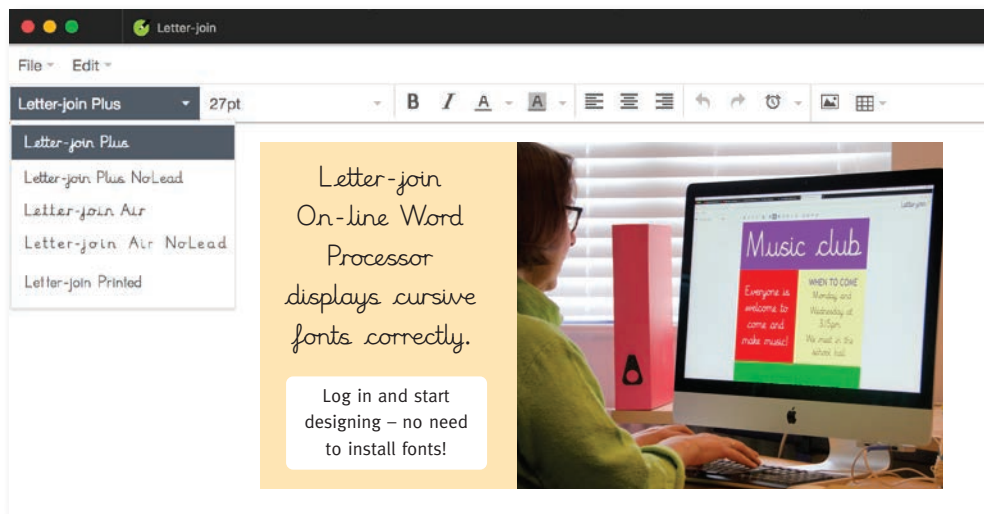 Letter-join
File Edit
Letter-join Plus 27pt B I A A
Letter-join Plus
Letter-join Plus NoLead
Letter-join Air
Letter-join Air NoLead
Letter-join Printed
Letter-join
On-line Word
Processor
displays cursive
fonts correctly.
Log in and start
designing – no need
to install fonts!
Letter-join
Music club
Everyone is
welcome to
come and
make music!
WHEN TO COME
Monday and
Wednesday at
3.15pm
We meet in the
school hall